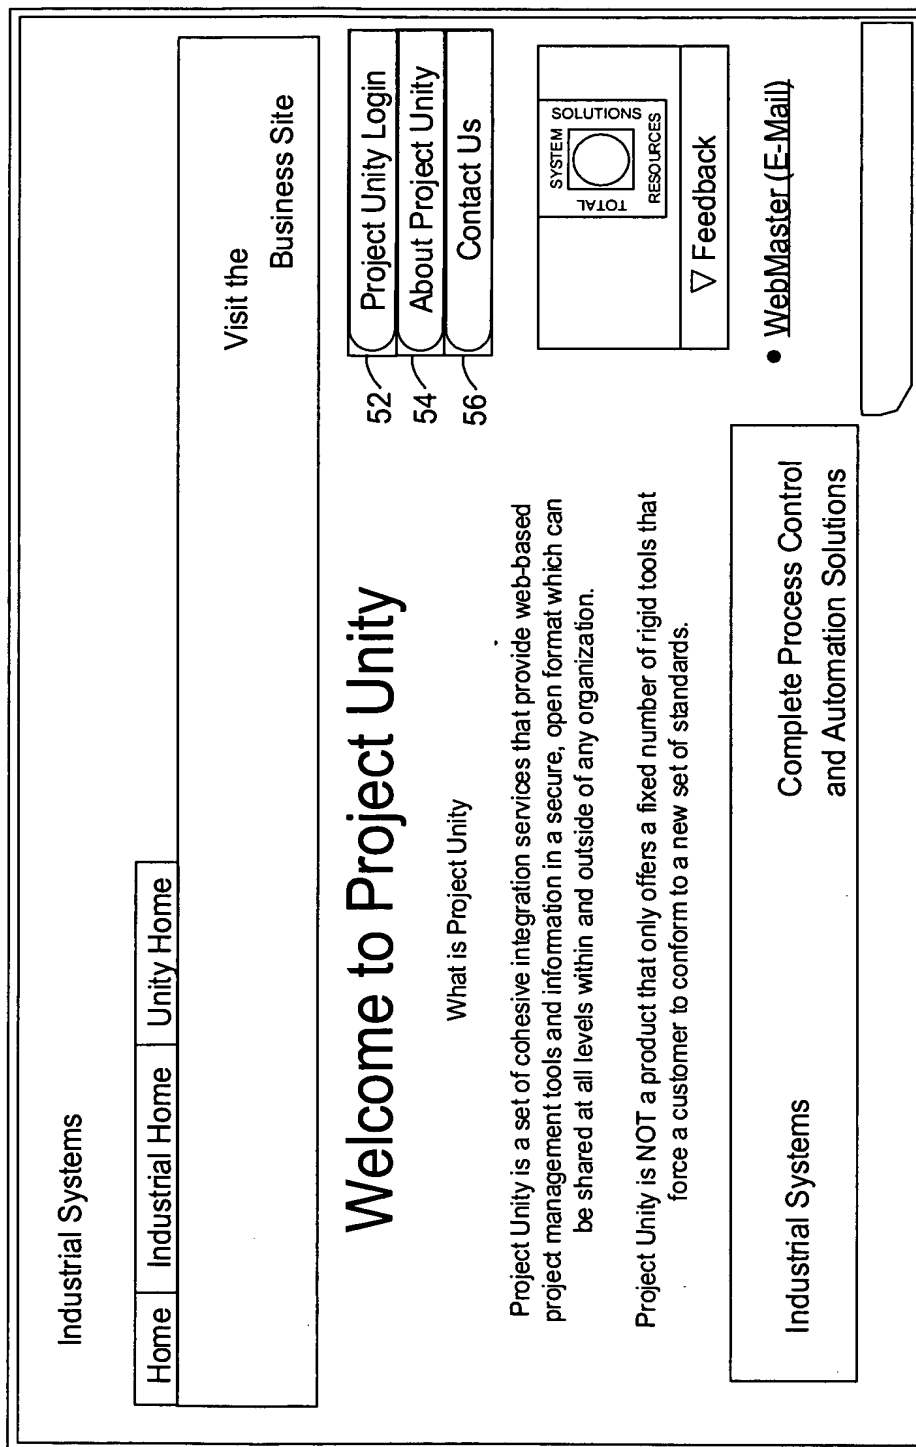 Industrial Systems
Home Industrial Home Unity Home
Visit the
Business Site
Welcome to Project Unity
52 Project Unity Login
54 About Project Unity
56 Contact Us
What is Project Unity
Project Unity is a set of cohesive integration services that provide web-based
project management tools and information in a secure, open format which can
be shared at all levels within and outside of any organization.
Project Unity is NOT a product that only offers a fixed number of rigid tools that
force a customer to conform to a new set of standards.
SYSTEM
SOLUTIONS
TOTAL
RESOURCES
▽ Feedback
• WebMaster (E-Mail)
Industrial Systems
Complete Process Control
and Automation Solutions